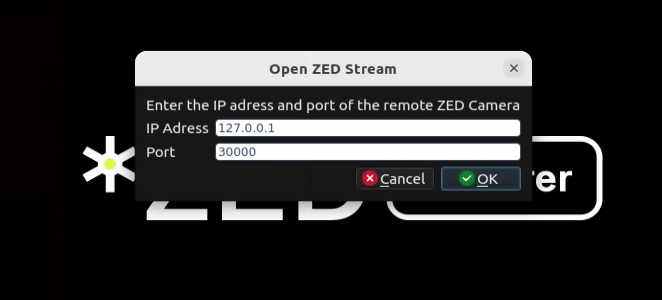 Open ZED Stream
Enter the IP adress and port of the remote ZED Camera
IP Adress 127.0.0.1
Port 30000
Cancel OK
ZED